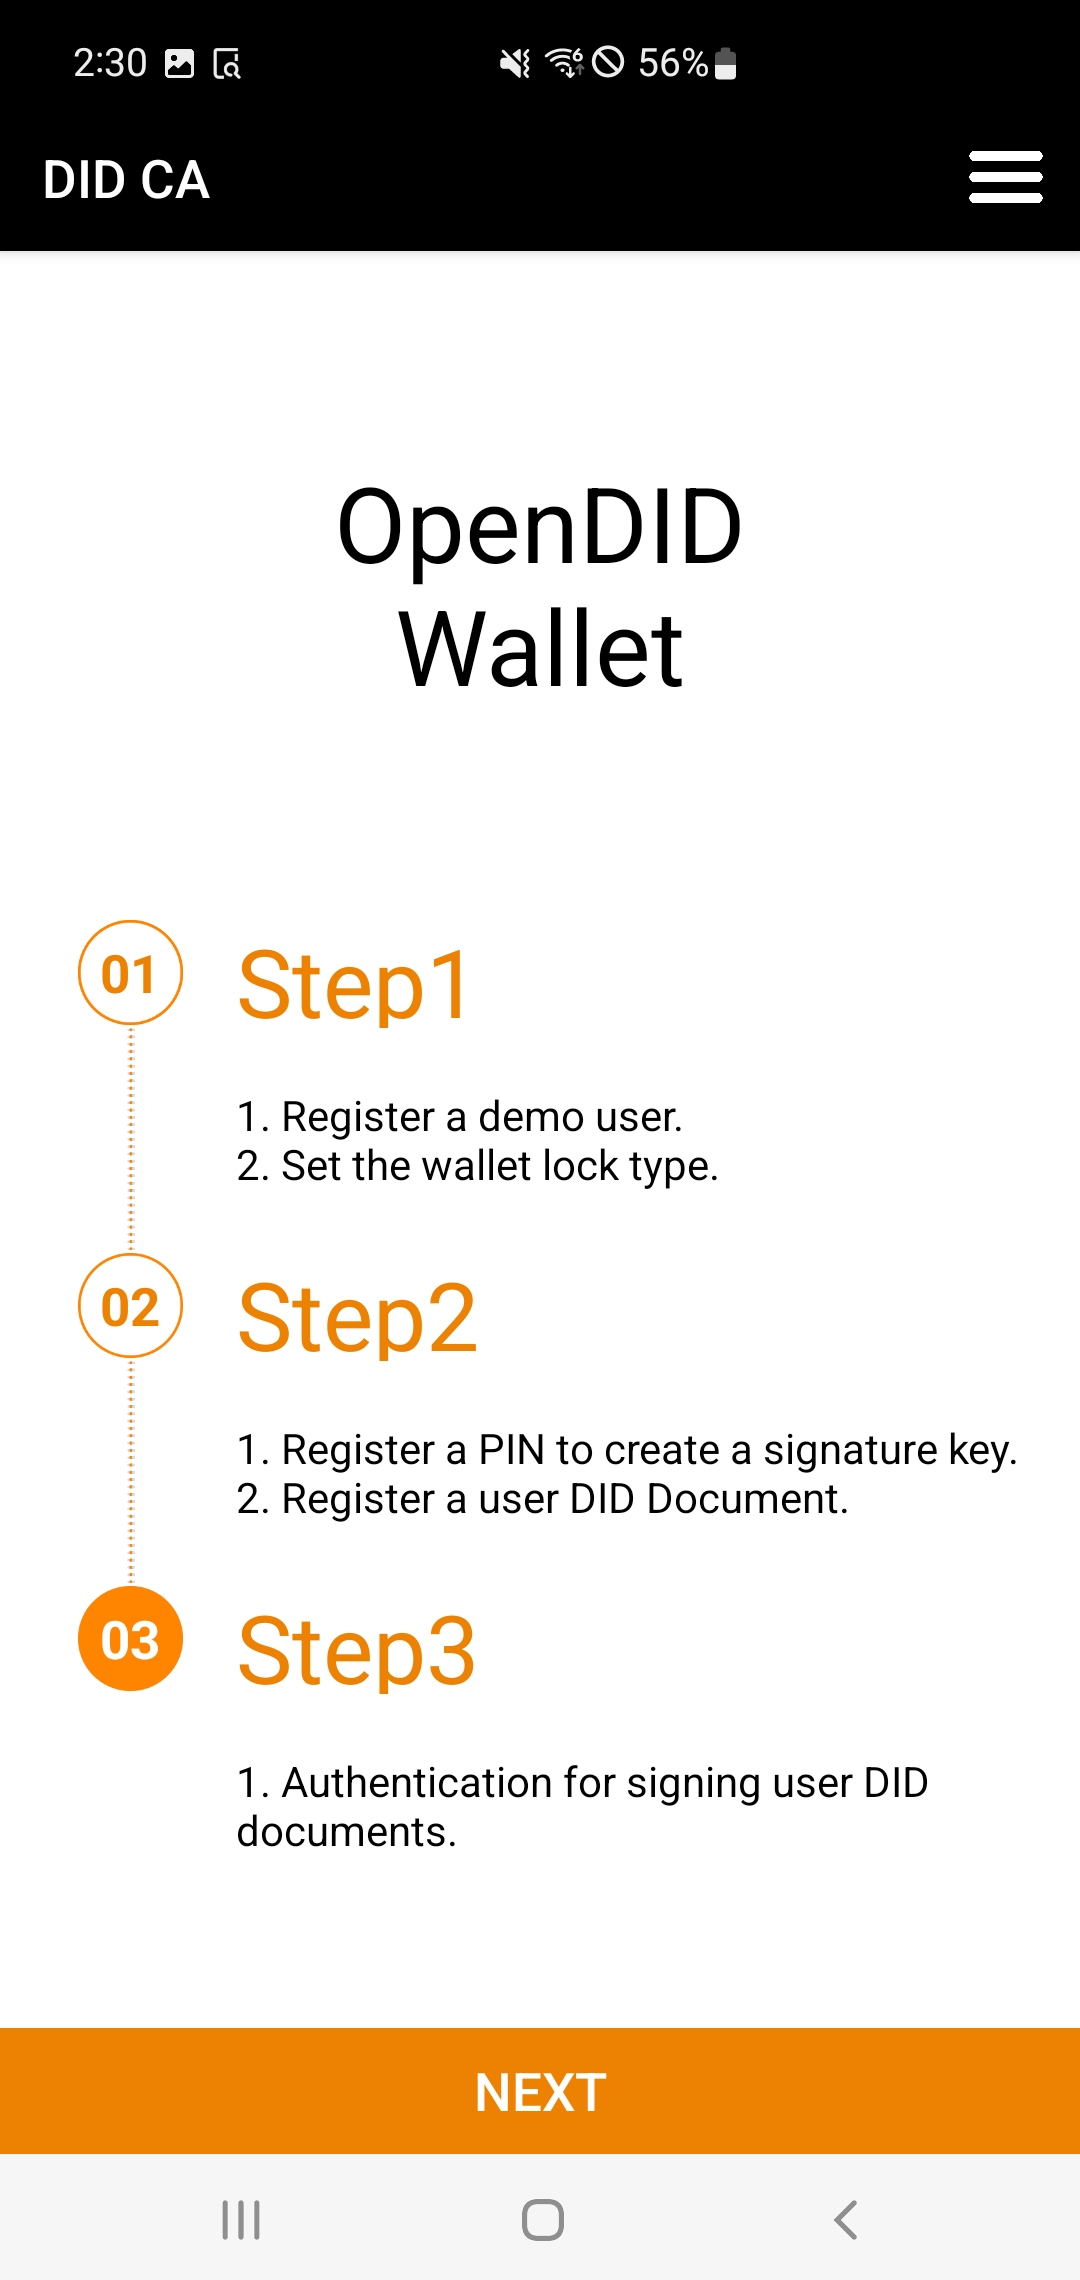 2:30 56%
DID CA
OpenDID
Wallet
01 Step1
1. Register a demo user.
2. Set the wallet lock type.
02 Step2
1. Register a PIN to create a signature key.
2. Register a user DID Document.
03 Step3
1. Authentication for signing user DID
documents.
NEXT